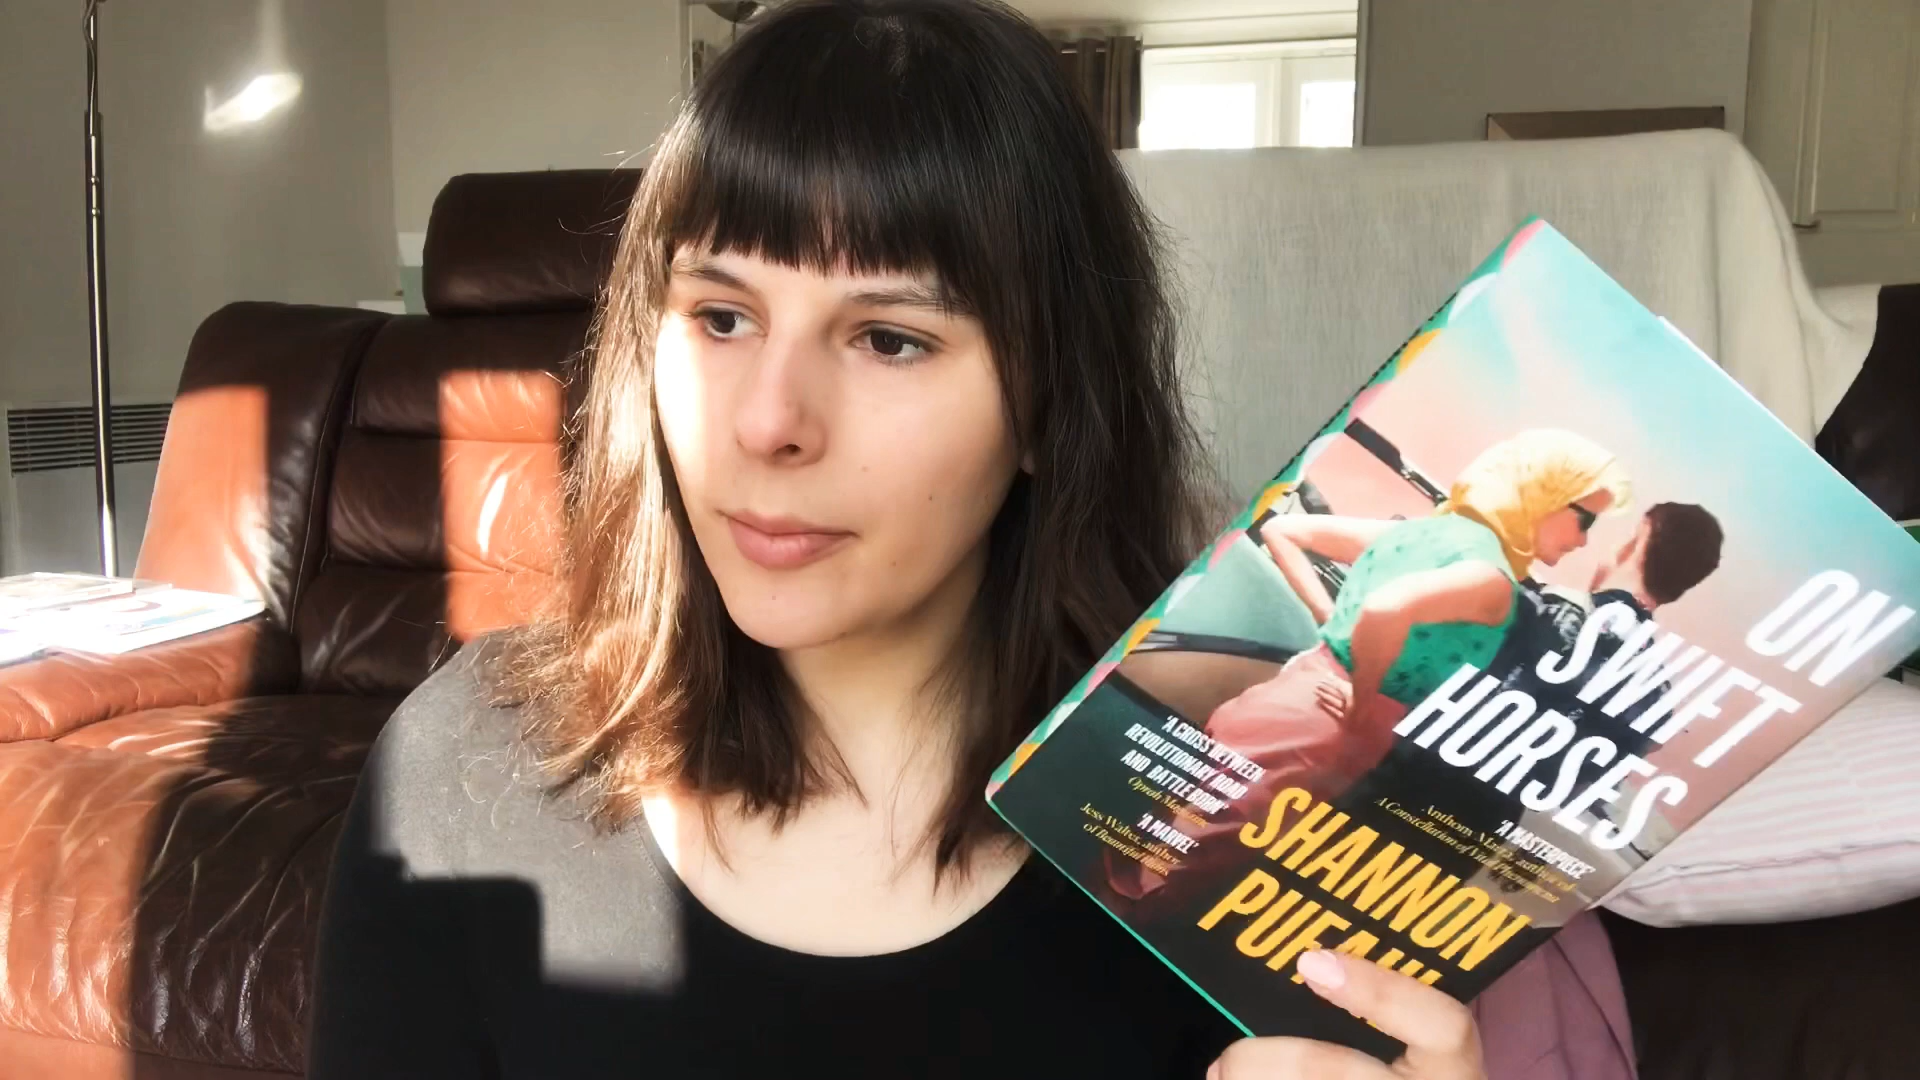 ON
SWIFT
HORSES
'A CROSS BETWEEN
REVOLUTIONARY ROAD
AND BATTLE BORN'
Oprah Magazine
'A MARVEL'
Jess Walter, author
of Beautiful Ruins
'A MASTERPIECE'
Anthony Marra, author of
A Constellation of Vital Phenomena
SHANNON